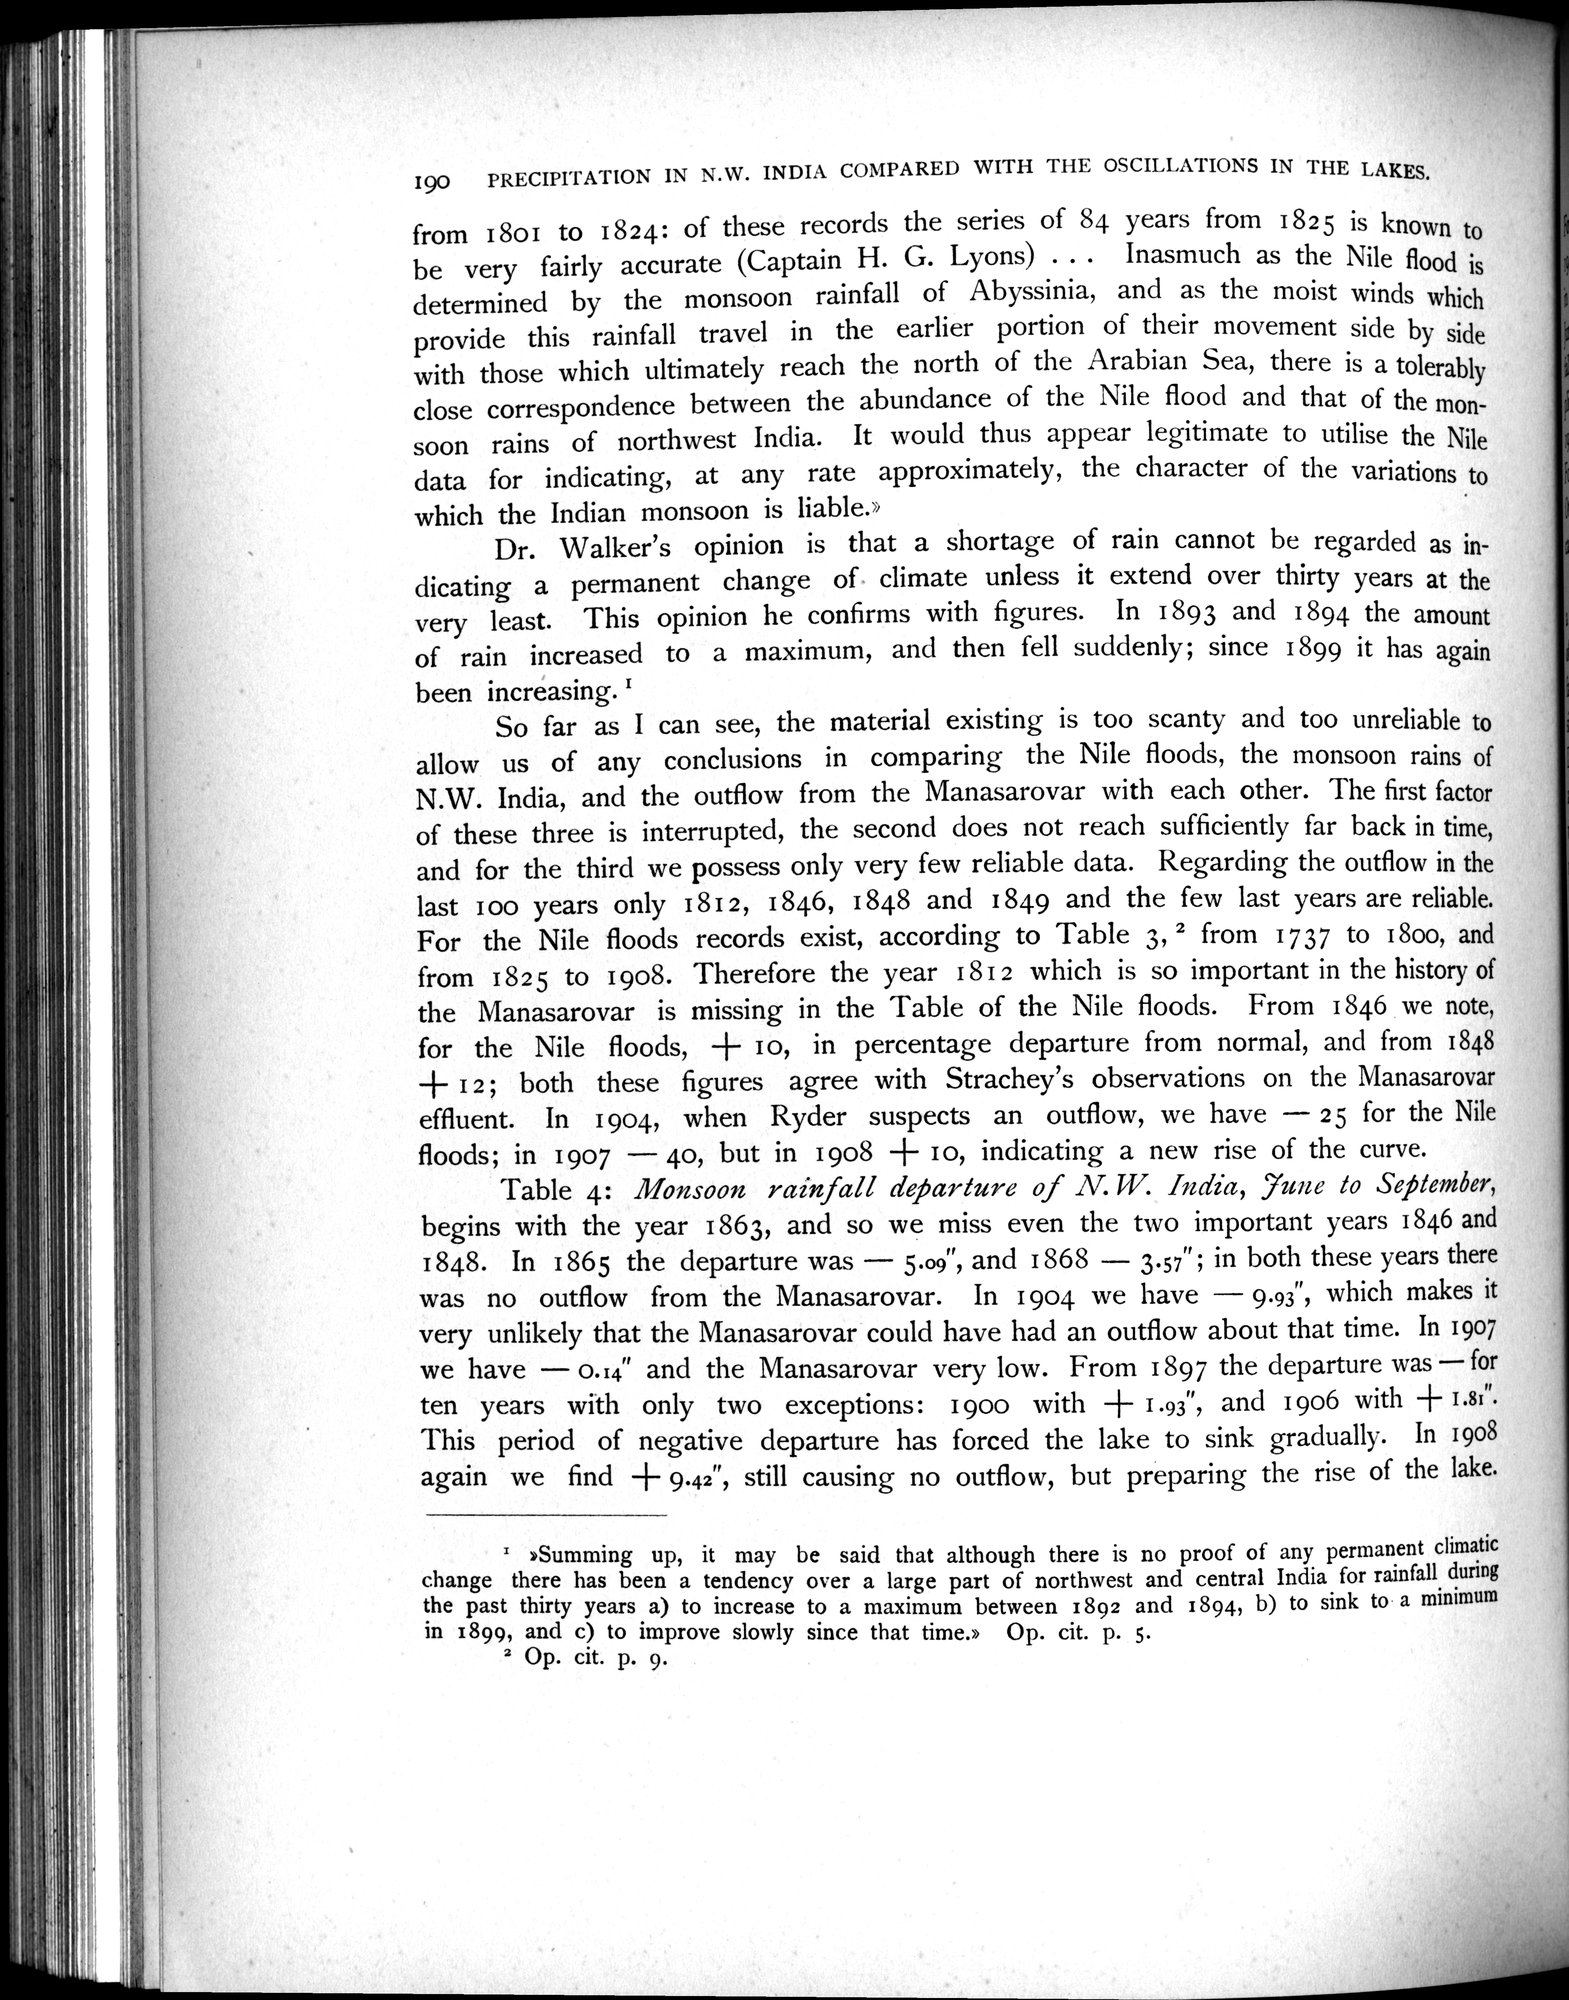 190 PRECIPITATION IN N.W. INDIA COMPARED WITH THE OSCILLATIONS IN THE LAKES.
from 1801 to 1824: of these records the series of 84 years from 1825 is known to
be very fairly accurate (Captain H. G. Lyons) . . . Inasmuch as the Nile flood is
determined by the monsoon rainfall of Abyssinia, and as the moist winds which
provide this rainfall travel in the earlier portion of their movement side by side
with those which ultimately reach the north of the Arabian Sea, there is a tolerably
close correspondence between the abundance of the Nile flood and that of the mon-
soon rains of northwest India. It would thus appear legitimate to utilise the Nile
data for indicating, at any rate approximately, the character of the variations to
which the Indian monsoon is liable.»
Dr. Walker's opinion is that a shortage of rain cannot be regarded as in-
dicating a permanent change of climate unless it extend over thirty years at the
very least. This opinion he confirms with figures. In 1893 and 1894 the amount
of rain increased to a maximum, and then fell suddenly; since 1899 it has again
been increasing. ¹
So far as I can see, the material existing is too scanty and too unreliable to
allow us of any conclusions in comparing the Nile floods, the monsoon rains of
N.W. India, and the outflow from the Manasarovar with each other. The first factor
of these three is interrupted, the second does not reach sufficiently far back in time,
and for the third we possess only very few reliable data. Regarding the outflow in the
last 100 years only 1812, 1846, 1848 and 1849 and the few last years are reliable.
For the Nile floods records exist, according to Table 3, ² from 1737 to 1800, and
from 1825 to 1908. Therefore the year 1812 which is so important in the history of
the Manasarovar is missing in the Table of the Nile floods. From 1846 we note,
for the Nile floods, + 10, in percentage departure from normal, and from 1848
+ 12; both these figures agree with Strachey's observations on the Manasarovar
effluent. In 1904, when Ryder suspects an outflow, we have — 25 for the Nile
floods; in 1907 — 40, but in 1908 + 10, indicating a new rise of the curve.
Table 4: Monsoon rainfall departure of N.W. India, June to September,
begins with the year 1863, and so we miss even the two important years 1846 and
1848. In 1865 the departure was — 5.09″, and 1868 — 3.57″; in both these years there
was no outflow from the Manasarovar. In 1904 we have — 9.93″, which makes it
very unlikely that the Manasarovar could have had an outflow about that time. In 1907
we have — 0.14″ and the Manasarovar very low. From 1897 the departure was — for
ten years with only two exceptions: 1900 with + 1.93″, and 1906 with + 1.81″.
This period of negative departure has forced the lake to sink gradually. In 1908
again we find + 9.42″, still causing no outflow, but preparing the rise of the lake.
¹ »Summing up, it may be said that although there is no proof of any permanent climatic
change there has been a tendency over a large part of northwest and central India for rainfall during
the past thirty years a) to increase to a maximum between 1892 and 1894, b) to sink to a minimum
in 1899, and c) to improve slowly since that time.» Op. cit. p. 5.
² Op. cit. p. 9.